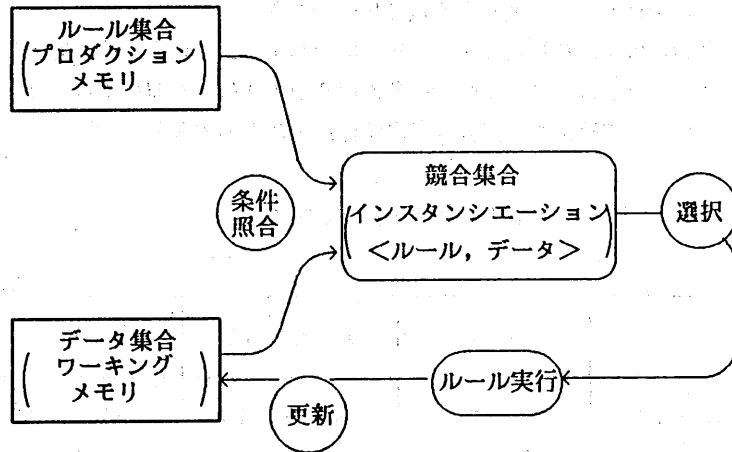 ルール集合
(プロダクション
メモリ)
条件
照合
競合集合
(インスタンシエーション
<ルール,データ>)
選択
データ集合
(ワーキング
メモリ)
更新
ルール実行